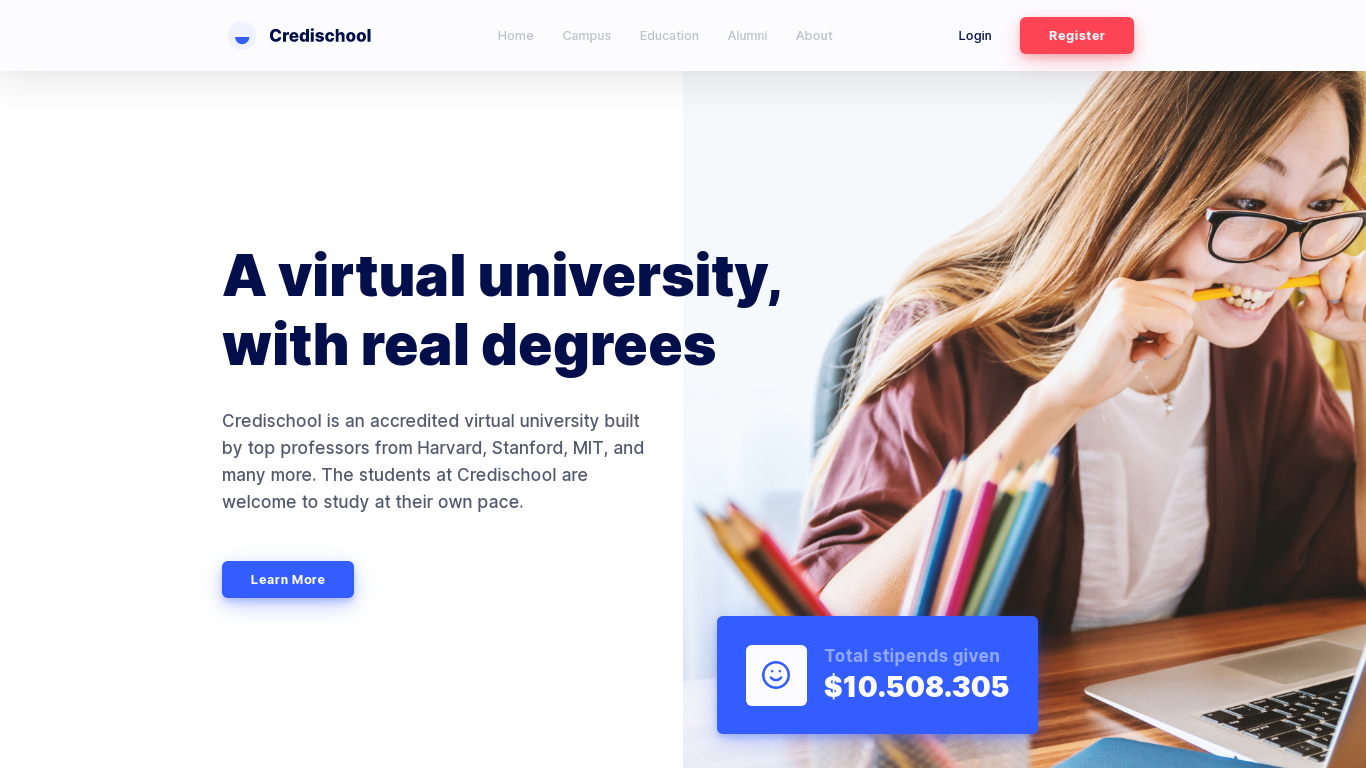 Credischool
Home
Campus
Education
Alumni
About
Login
Register
A virtual university,
with real degrees
Credischool is an accredited virtual university built
by top professors from Harvard, Stanford, MIT, and
many more. The students at Credischool are
welcome to study at their own pace.
Learn More
Total stipends given
$10.508.305